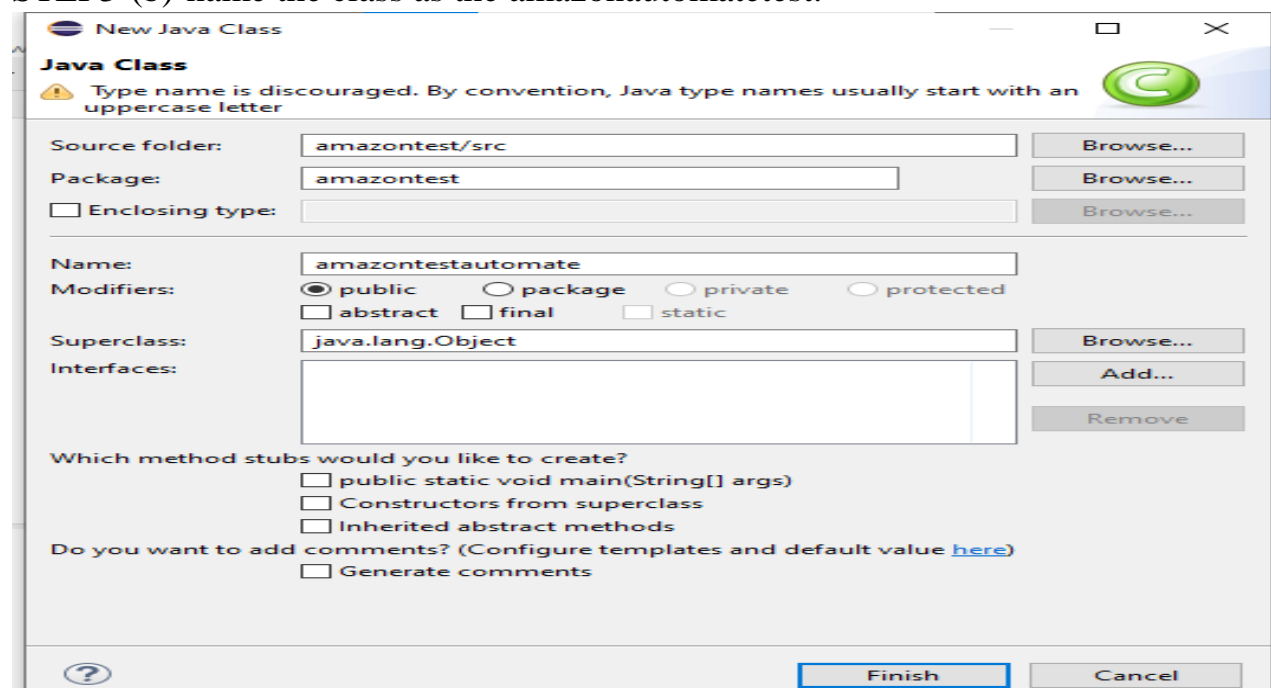 New Java Class
Java Class
Type name is discouraged. By convention, Java type names usually start with an
uppercase letter
Source folder: amazontest/src Browse...
Package: amazontest Browse...
Enclosing type: Browse...
Name: amazontestautomate
Modifiers: public package private protected
abstract final static
Superclass: java.lang.Object Browse...
Interfaces: Add...
Remove
Which method stubs would you like to create?
public static void main(String[] args)
Constructors from superclass
Inherited abstract methods
Do you want to add comments? (Configure templates and default value here)
Generate comments
Finish Cancel